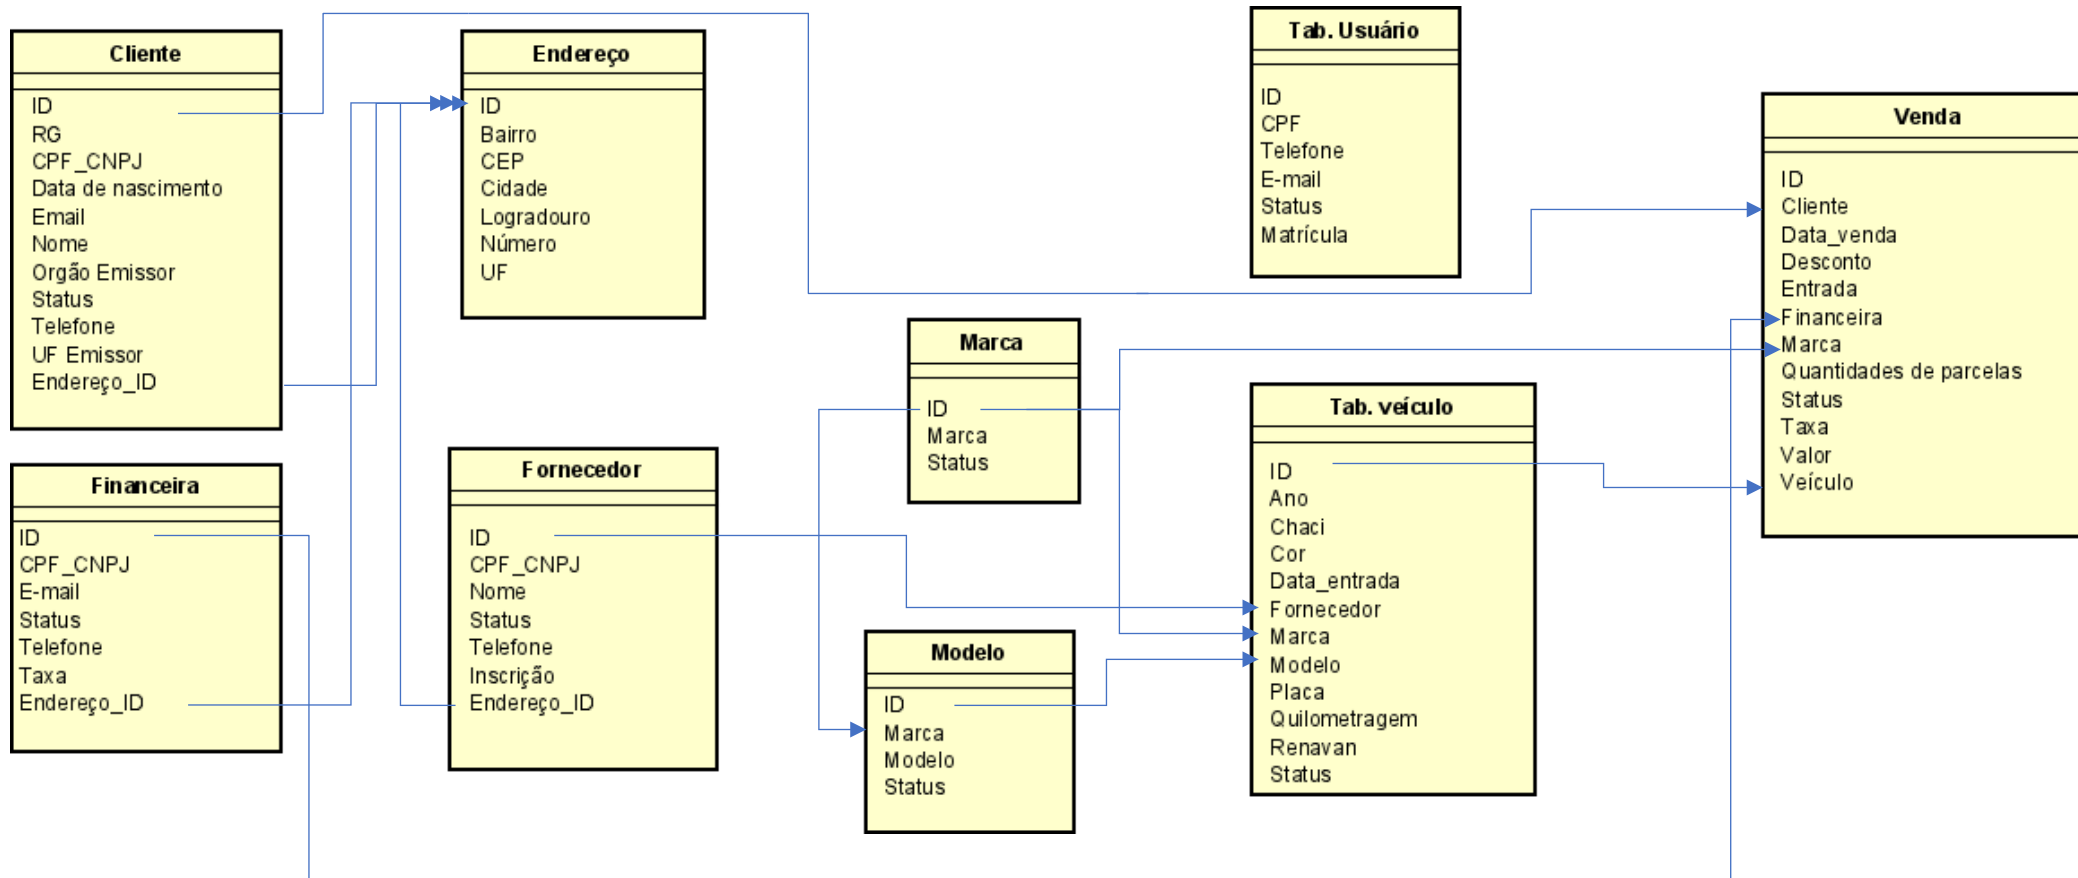 Cliente
ID
RG
CPF_CNPJ
Data de nascimento
Email
Nome
Orgão Emissor
Status
Telefone
UF Emissor
Endereço_ID
Endereço
ID
Bairro
CEP
Cidade
Logradouro
Número
UF
Tab. Usuário
ID
CPF
Telefone
E-mail
Status
Matrícula
Venda
ID
Cliente
Data_venda
Desconto
Entrada
Financeira
Marca
Quantidades de parcelas
Status
Taxa
Valor
Veículo
Marca
ID
Marca
Status
Tab. veículo
ID
Ano
Chaci
Cor
Data_entrada
Fornecedor
Marca
Modelo
Placa
Quilometragem
Renavan
Status
Financeira
ID
CPF_CNPJ
E-mail
Status
Telefone
Taxa
Endereço_ID
Fornecedor
ID
CPF_CNPJ
Nome
Status
Telefone
Inscrição
Endereço_ID
Modelo
ID
Marca
Modelo
Status